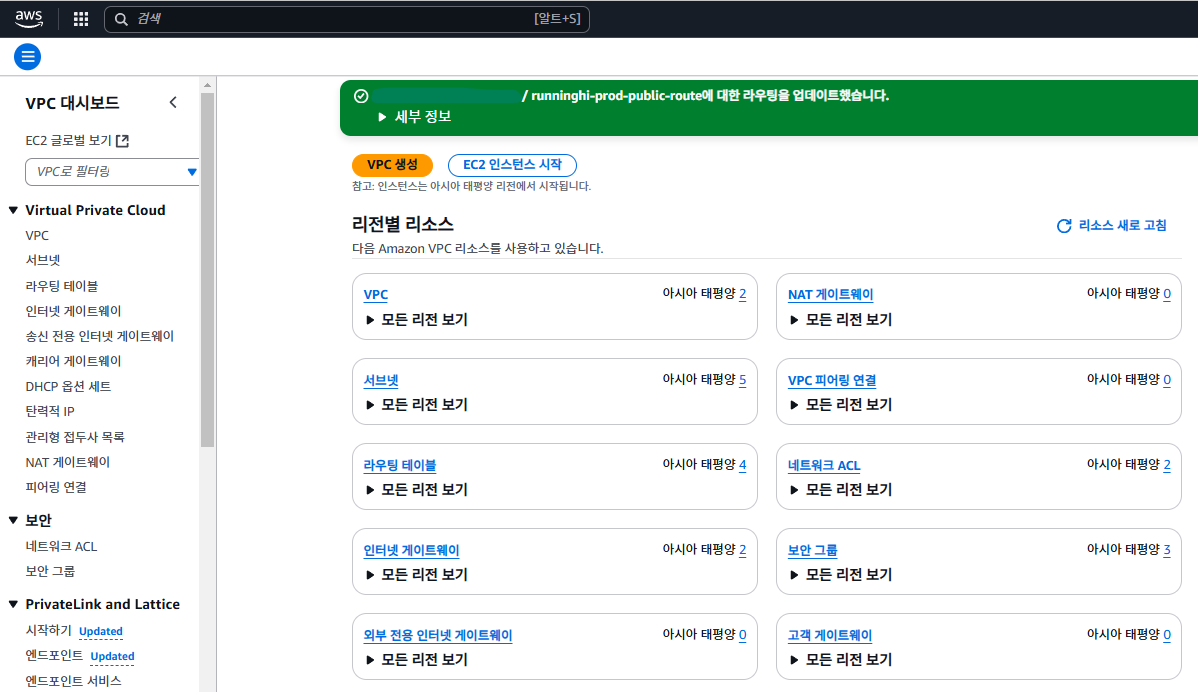 aws
검색 [알트+S]
VPC 대시보드
EC2 글로벌 보기
VPC로 필터링
Virtual Private Cloud
VPC
서브넷
라우팅 테이블
인터넷 게이트웨이
송신 전용 인터넷 게이트웨이
캐리어 게이트웨이
DHCP 옵션 세트
탄력적 IP
관리형 접두사 목록
NAT 게이트웨이
피어링 연결
보안
네트워크 ACL
보안 그룹
PrivateLink and Lattice
시작하기 Updated
엔드포인트 Updated
엔드포인트 서비스
/ runninghi-prod-public-route에 대한 라우팅을 업데이트했습니다.
세부 정보
VPC 생성 EC2 인스턴스 시작
참고: 인스턴스는 아시아 태평양 리전에서 시작됩니다.
리전별 리소스 리소스 새로 고침
다음 Amazon VPC 리소스를 사용하고 있습니다.
VPC 아시아 태평양 2
모든 리전 보기
NAT 게이트웨이 아시아 태평양 0
모든 리전 보기
서브넷 아시아 태평양 5
모든 리전 보기
VPC 피어링 연결 아시아 태평양 0
모든 리전 보기
라우팅 테이블 아시아 태평양 4
모든 리전 보기
네트워크 ACL 아시아 태평양 2
모든 리전 보기
인터넷 게이트웨이 아시아 태평양 2
모든 리전 보기
보안 그룹 아시아 태평양 3
모든 리전 보기
외부 전용 인터넷 게이트웨이 아시아 태평양 0
모든 리전 보기
고객 게이트웨이 아시아 태평양 0
모든 리전 보기